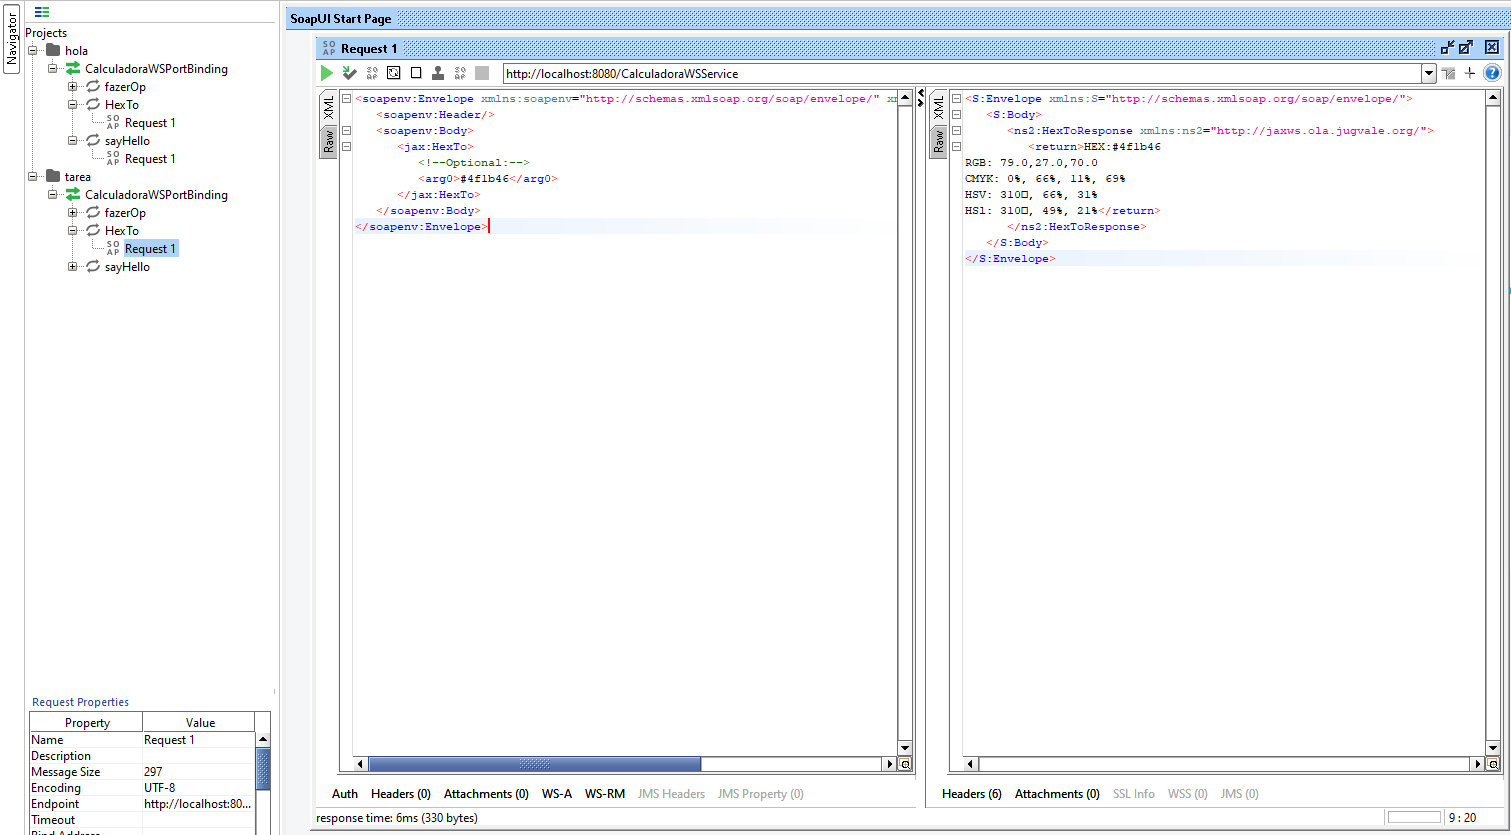 Navigator
Projects
hola
CalculadoraWSPortBinding
fazerOp
HexTo
SO AP Request 1
sayHello
SO AP Request 1
tarea
CalculadoraWSPortBinding
fazerOp
HexTo
SO AP Request 1
sayHello
Request Properties
Property Value
Name Request 1
Description
Message Size 297
Encoding UTF-8
Endpoint http://localhost:80...
Timeout
Bind Address
SoapUI Start Page
SO AP Request 1
http://localhost:8080/CalculadoraWSService
XML
Raw
<soapenv:Envelope xmlns:soapenv="http://schemas.xmlsoap.org/soap/envelope/" x
<soapenv:Header/>
<soapenv:Body>
<jax:HexTo>
<!--Optional:-->
<arg0>#4f1b46</arg0>
</jax:HexTo>
</soapenv:Body>
</soapenv:Envelope>
Auth Headers (0) Attachments (0) WS-A WS-RM JMS Headers JMS Property (0)
response time: 6ms (330 bytes)
XML
Raw
<S:Envelope xmlns:S="http://schemas.xmlsoap.org/soap/envelope/">
<S:Body>
<ns2:HexToResponse xmlns:ns2="http://jaxws.ola.jugvale.org/">
<return>HEX:#4f1b46
RGB: 79.0,27.0,70.0
CMYK: 0%, 66%, 11%, 69%
HSV: 310□, 66%, 31%
HSl: 310□, 49%, 21%</return>
</ns2:HexToResponse>
</S:Body>
</S:Envelope>
Headers (6) Attachments (0) SSL Info WSS (0) JMS (0)
9 : 20